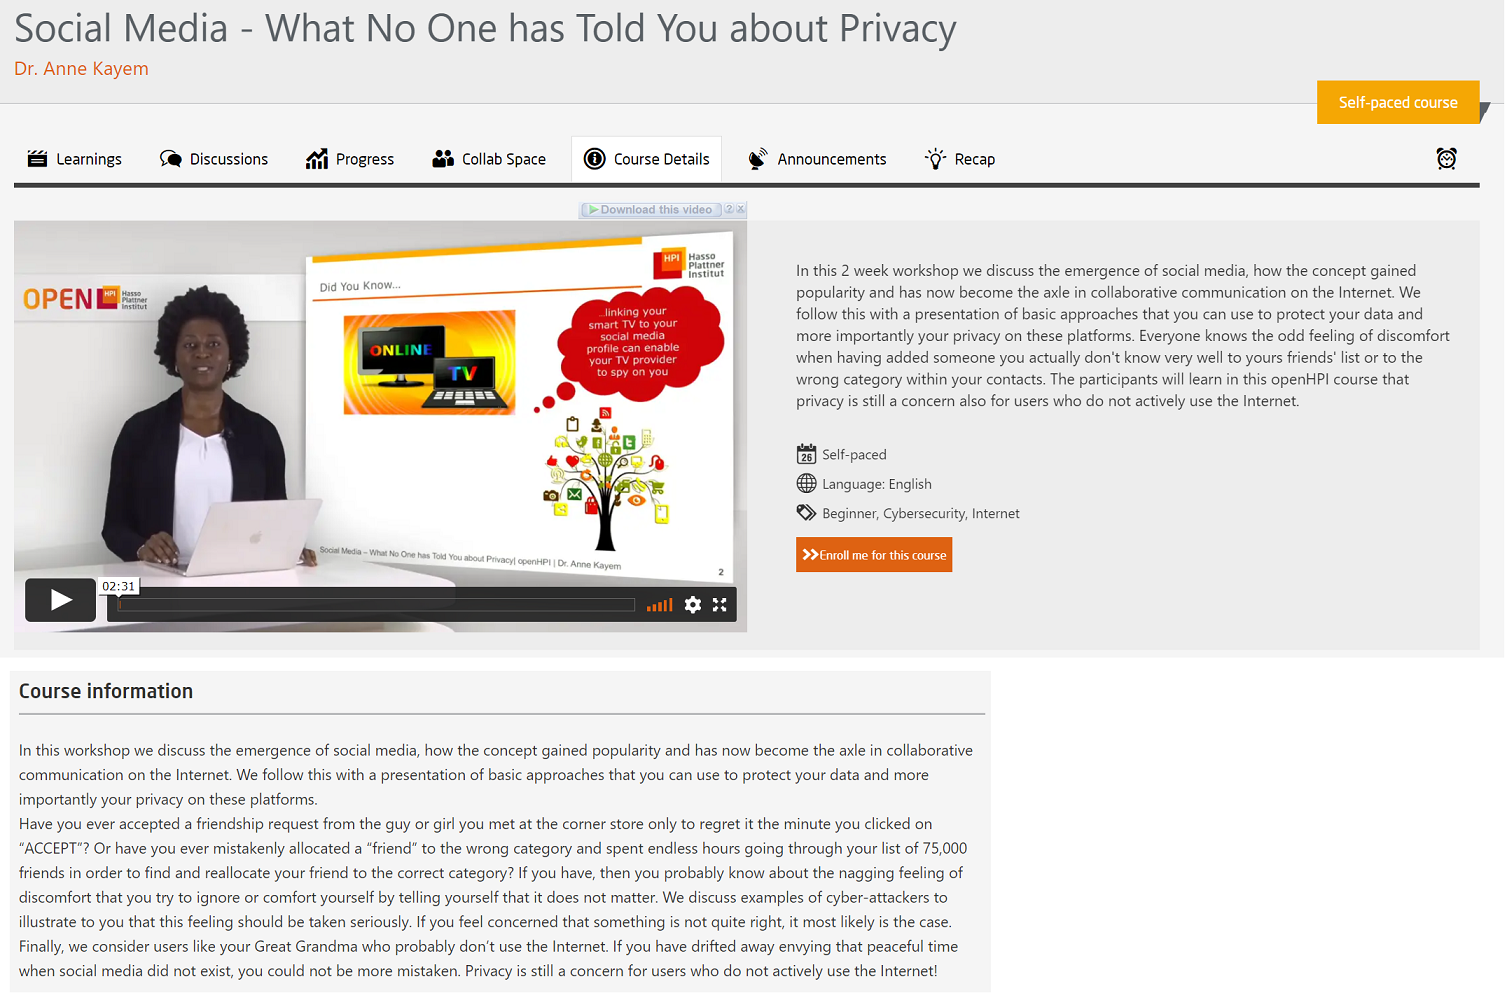 Social Media - What No One has Told You about Privacy
Dr. Anne Kayem
Self-paced course
Learnings
Discussions
Progress
Collab Space
Course Details
Announcements
Recap
Download this video
?
X
OPEN HPI Hasso
Plattner
Institut
HPI Hasso
Plattner
Institut
Did You Know...
...linking your
smart TV to your
social media
profile can enable
your TV provider
to spy on you
ONLINE
TV
Social Media – What No One has Told You about Privacy| openHPI | Dr. Anne Kayem
2
02:31
In this 2 week workshop we discuss the emergence of social media, how the concept gained
popularity and has now become the axle in collaborative communication on the Internet. We
follow this with a presentation of basic approaches that you can use to protect your data and
more importantly your privacy on these platforms. Everyone knows the odd feeling of discomfort
when having added someone you actually don't know very well to yours friends' list or to the
wrong category within your contacts. The participants will learn in this openHPI course that
privacy is still a concern also for users who do not actively use the Internet.
26 Self-paced
Language: English
Beginner, Cybersecurity, Internet
Enroll me for this course
Course information
In this workshop we discuss the emergence of social media, how the concept gained popularity and has now become the axle in collaborative
communication on the Internet. We follow this with a presentation of basic approaches that you can use to protect your data and more
importantly your privacy on these platforms.
Have you ever accepted a friendship request from the guy or girl you met at the corner store only to regret it the minute you clicked on
“ACCEPT”? Or have you ever mistakenly allocated a “friend” to the wrong category and spent endless hours going through your list of 75,000
friends in order to find and reallocate your friend to the correct category? If you have, then you probably know about the nagging feeling of
discomfort that you try to ignore or comfort yourself by telling yourself that it does not matter. We discuss examples of cyber-attackers to
illustrate to you that this feeling should be taken seriously. If you feel concerned that something is not quite right, it most likely is the case.
Finally, we consider users like your Great Grandma who probably don’t use the Internet. If you have drifted away envying that peaceful time
when social media did not exist, you could not be more mistaken. Privacy is still a concern for users who do not actively use the Internet!